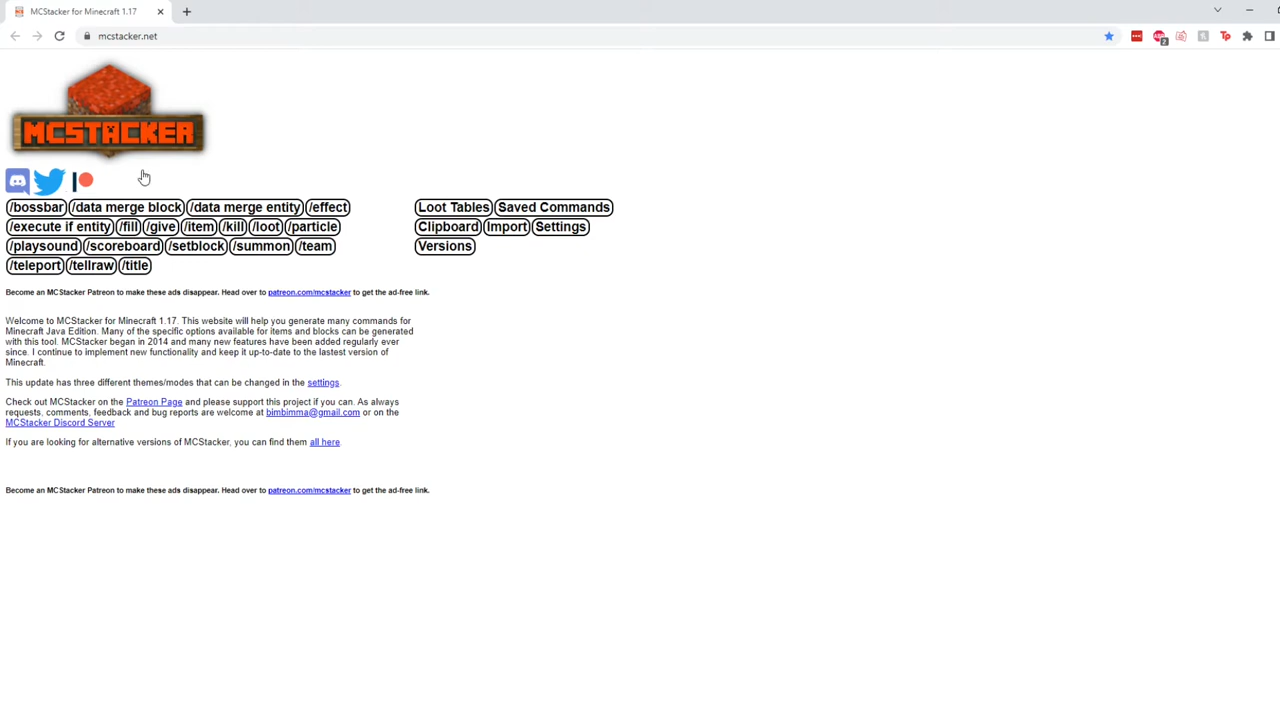 MCStacker for Minecraft 1.17
mcstacker.net
2
MCSTACKER
/bossbar /data merge block /data merge entity /effect
/execute if entity /fill /give /item /kill /loot /particle
/playsound /scoreboard /setblock /summon /team
/teleport /tellraw /title
Loot Tables Saved Commands
Clipboard Import Settings
Versions
Become an MCStacker Patreon to make these ads disappear. Head over to patreon.com/mcstacker to get the ad-free link.
Welcome to MCStacker for Minecraft 1.17. This website will help you generate many commands for
Minecraft Java Edition. Many of the specific options available for items and blocks can be generated
with this tool. MCStacker began in 2014 and many new features have been added regularly ever
since. I continue to implement new functionality and keep it up-to-date to the lastest version of
Minecraft.
This update has three different themes/modes that can be changed in the settings.
Check out MCStacker on the Patreon Page and please support this project if you can. As always
requests, comments, feedback and bug reports are welcome at bimbimma@gmail.com or on the
MCStacker Discord Server
If you are looking for alternative versions of MCStacker, you can find them all here.
Become an MCStacker Patreon to make these ads disappear. Head over to patreon.com/mcstacker to get the ad-free link.